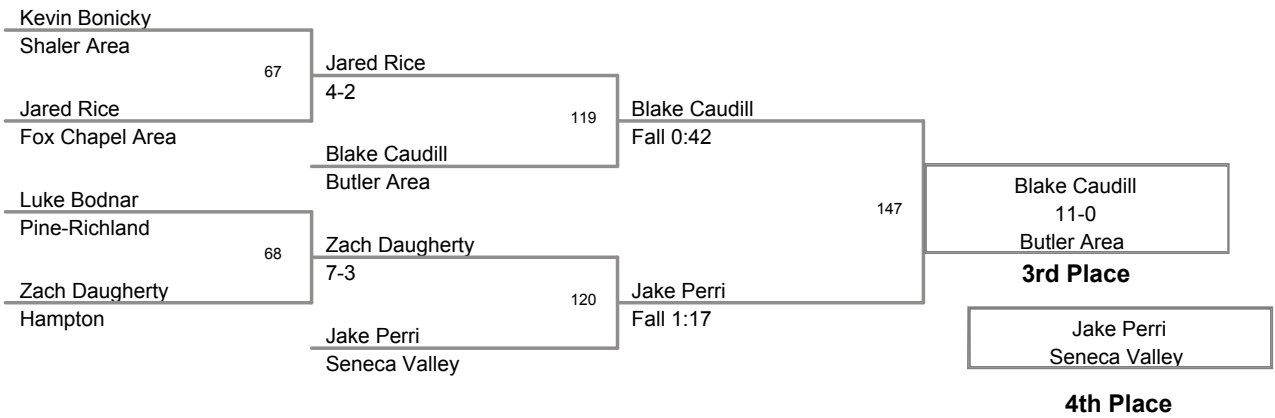 Kevin Bonicky
Shaler Area
67
Jared Rice
4-2
Jared Rice
Fox Chapel Area
119
Blake Caudill
Fall 0:42
Blake Caudill
Butler Area
Luke Bodnar
Pine-Richland
68
Zach Daugherty
7-3
Zach Daugherty
Hampton
120
Jake Perri
Fall 1:17
Jake Perri
Seneca Valley
147
Blake Caudill
11-0
Butler Area
3rd Place
Jake Perri
Seneca Valley
4th Place